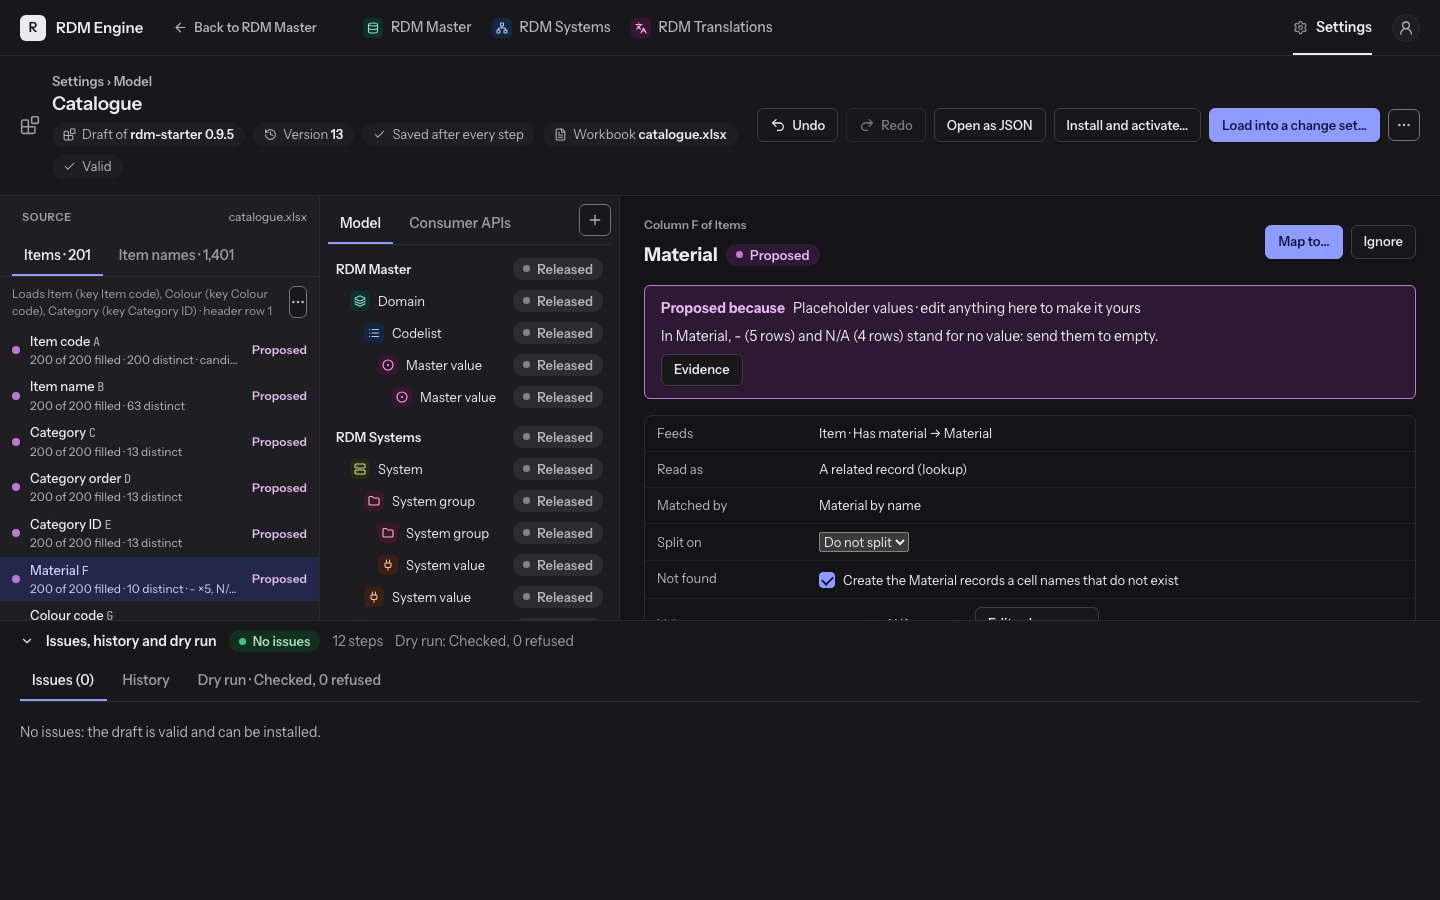 R RDM Engine
Back to RDM Master
RDM Master
RDM Systems
RDM Translations
Settings
Settings › Model
Catalogue
Draft of rdm-starter 0.9.5
Version 13
Saved after every step
Workbook catalogue.xlsx
Valid
Undo
Redo
Open as JSON
Install and activate...
Load into a change set...
SOURCE
catalogue.xlsx
Items · 201
Item names · 1,401
Loads Item (key Item code), Colour (key Colour
code), Category (key Category ID) · header row 1
Item code A
200 of 200 filled · 200 distinct · candi...
Proposed
Item name B
200 of 200 filled · 63 distinct
Proposed
Category C
200 of 200 filled · 13 distinct
Proposed
Category order D
200 of 200 filled · 13 distinct
Proposed
Category ID E
200 of 200 filled · 13 distinct
Proposed
Material F
200 of 200 filled · 10 distinct · - ×5, N/...
Proposed
Colour code G
Model
Consumer APIs
RDM Master Released
Domain Released
Codelist Released
Master value Released
Master value Released
RDM Systems Released
System Released
System group Released
System group Released
System value Released
System value Released
Column F of Items
Material
Proposed
Map to...
Ignore
Proposed because Placeholder values · edit anything here to make it yours
In Material, - (5 rows) and N/A (4 rows) stand for no value: send them to empty.
Evidence
Feeds Item · Has material → Material
Read as A related record (lookup)
Matched by Material by name
Split on Do not split
Not found Create the Material records a cell names that do not exist
Issues, history and dry run
No issues
12 steps
Dry run: Checked, 0 refused
Issues (0)
History
Dry run · Checked, 0 refused
No issues: the draft is valid and can be installed.